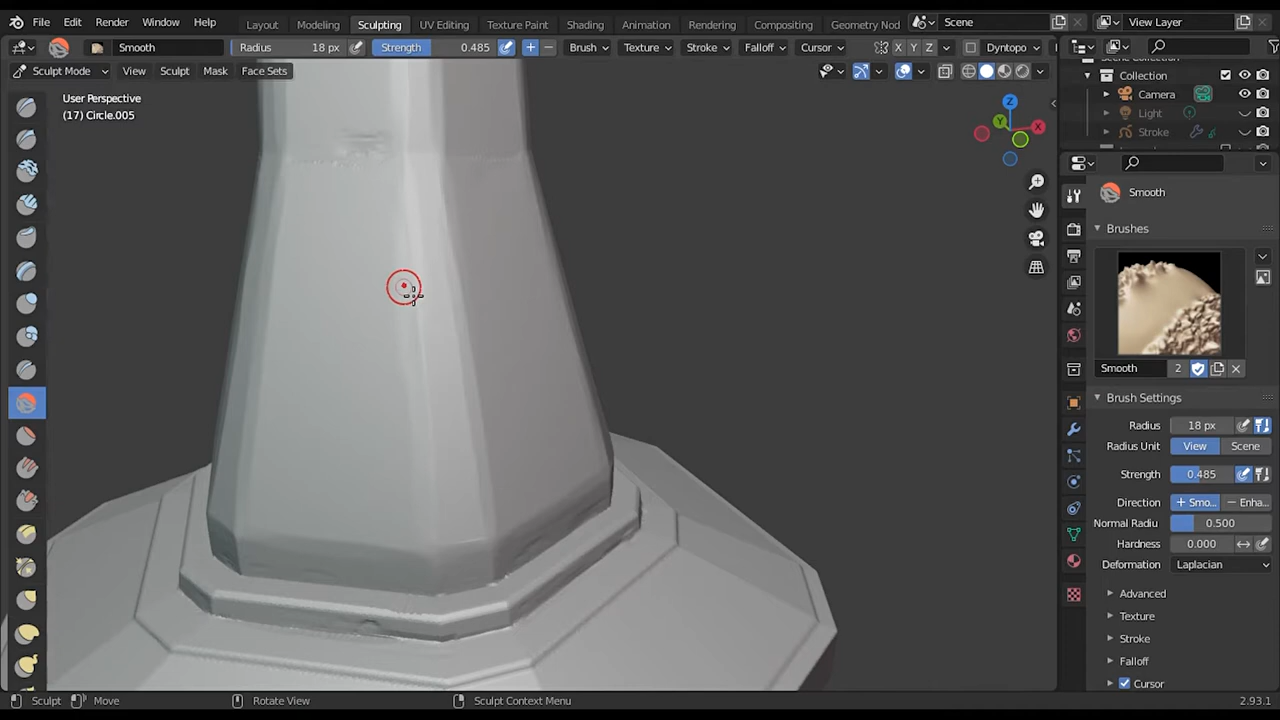 File Edit Render Window Help Layout Modeling Sculpting UV Editing Texture Paint Shading Animation Rendering Compositing Geometry Nod Scene View Layer
Smooth Radius 18 px Strength 0.485 Brush Texture Stroke Falloff Cursor X Y Z Dyntopo
Sculpt Mode View Sculpt Mask Face Sets
User Perspective
(17) Circle.005
Z
Y
X
Collection
Camera
Light
Stroke
Smooth
Brushes
Smooth 2
Brush Settings
Radius 18 px
Radius Unit View Scene
Strength 0.485
Direction + Smo... − Enha...
Normal Radiu 0.500
Hardness 0.000
Deformation Laplacian
Advanced
Texture
Stroke
Falloff
Cursor
Sculpt Move Rotate View Sculpt Context Menu 2.93.1